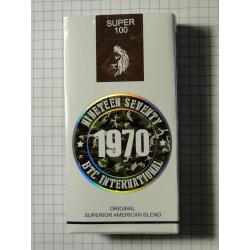 SUPER
100
NINETEEN SEVENTY
1970
BTC INTERNATIONAL
ORIGINAL
SUPERIOR AMERICAN BLEND